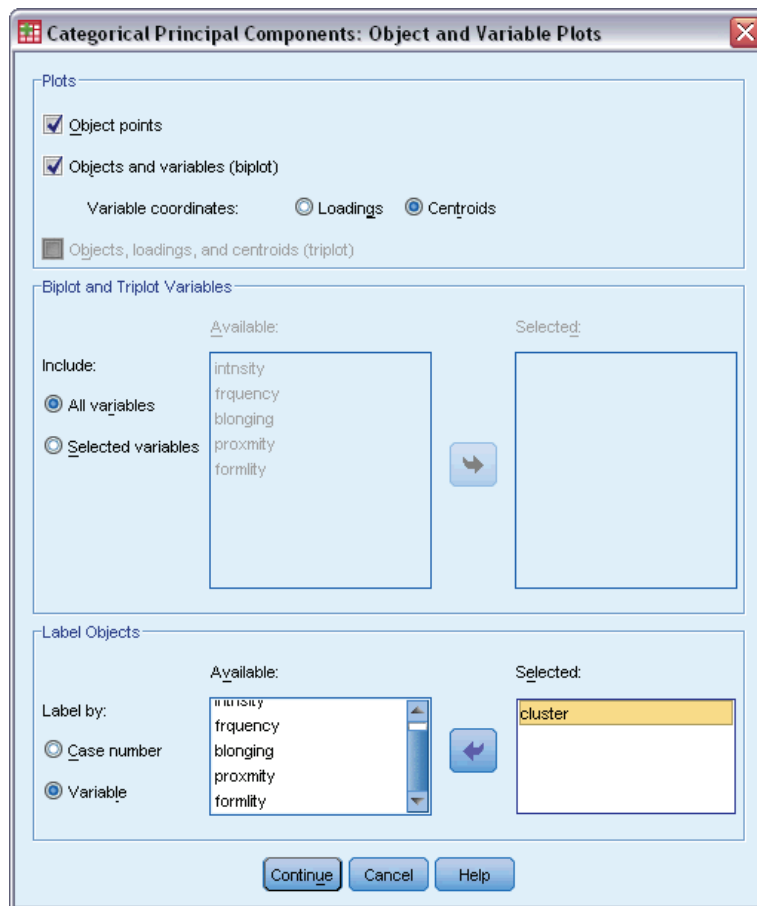 Categorical Principal Components: Object and Variable Plots
Plots
Object points
Objects and variables (biplot)
Variable coordinates: Loadings Centroids
Objects, loadings, and centroids (triplot)
Biplot and Triplot Variables
Available: Selected:
Include:
All variables
Selected variables
intnsity
frquency
blonging
proxmity
formlity
Label Objects
Available: Selected:
Label by:
Case number
Variable
intnsity
frquency
blonging
proxmity
formlity
cluster
Continue Cancel Help